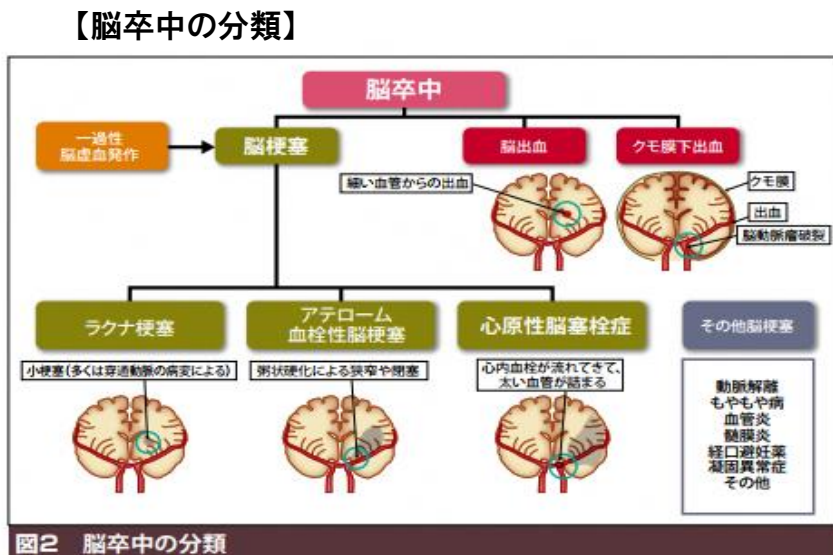 【脳卒中の分類】
脳卒中
一過性
脳虚血発作
脳梗塞
脳出血
クモ膜下出血
細い血管からの出血
クモ膜
出血
脳動脈瘤破裂
ラクナ梗塞
アテローム
血栓性脳梗塞
心原性脳塞栓症
その他脳梗塞
小梗塞(多くは穿通動脈の病変による)
粥状硬化による狭窄や閉塞
心内血栓が流れてきて、
太い血管が詰まる
動脈解離
もやもや病
血管炎
髄膜炎
経口避妊薬
凝固異常症
その他
図2 脳卒中の分類